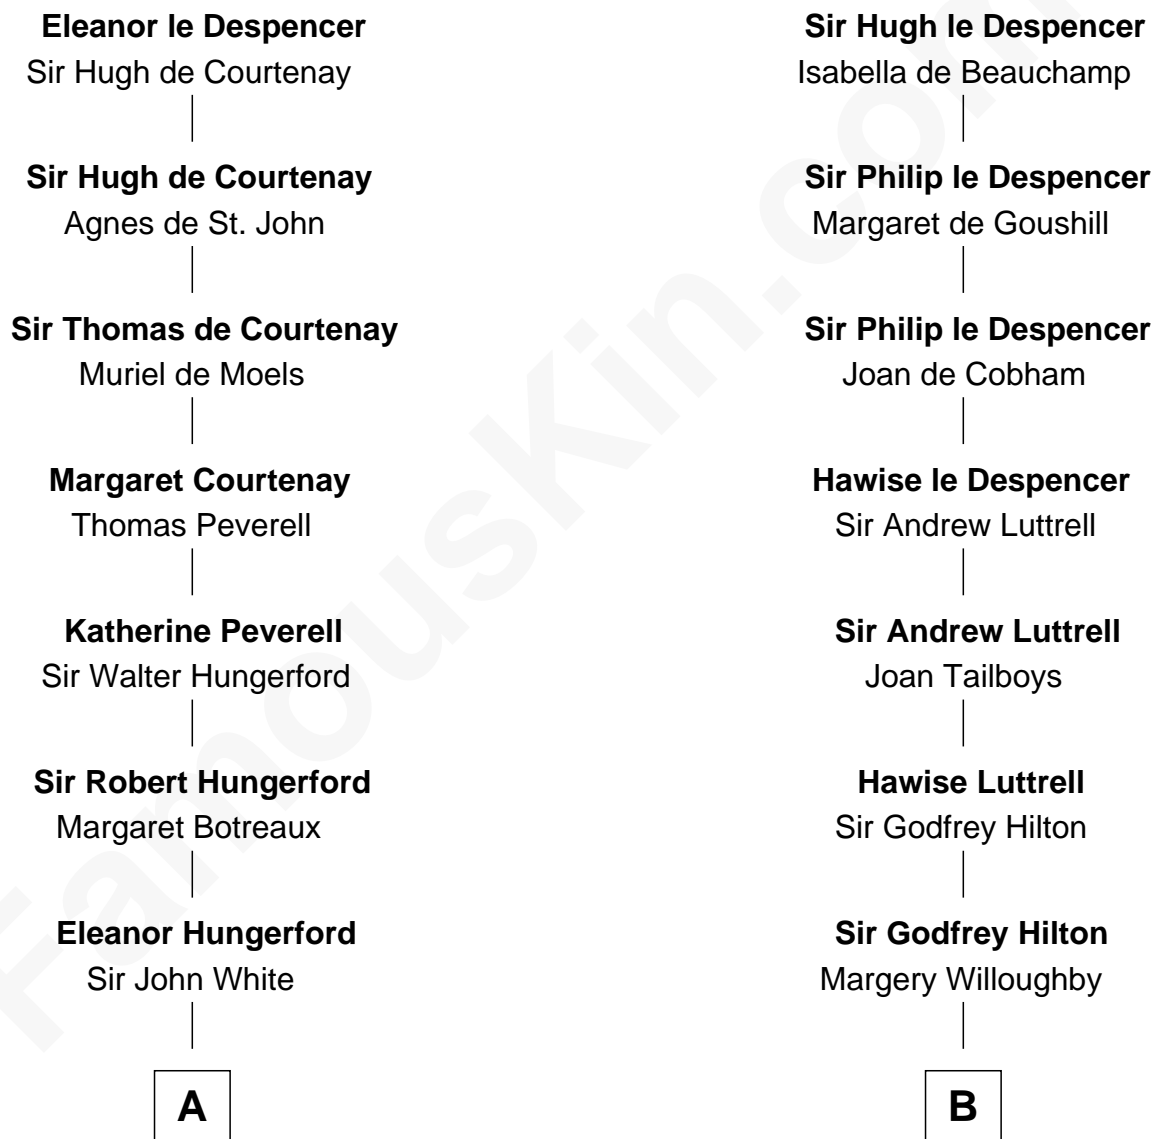 Eleanor le Despencer
Sir Hugh de Courtenay
Sir Hugh de Courtenay
Agnes de St. John
Sir Thomas de Courtenay
Muriel de Moels
Margaret Courtenay
Thomas Peverell
Katherine Peverell
Sir Walter Hungerford
Sir Robert Hungerford
Margaret Botreaux
Eleanor Hungerford
Sir John White
A
Sir Hugh le Despencer
Isabella de Beauchamp
Sir Philip le Despencer
Margaret de Goushill
Sir Philip le Despencer
Joan de Cobham
Hawise le Despencer
Sir Andrew Luttrell
Sir Andrew Luttrell
Joan Tailboys
Hawise Luttrell
Sir Godfrey Hilton
Sir Godfrey Hilton
Margery Willoughby
B
FamousKin.com